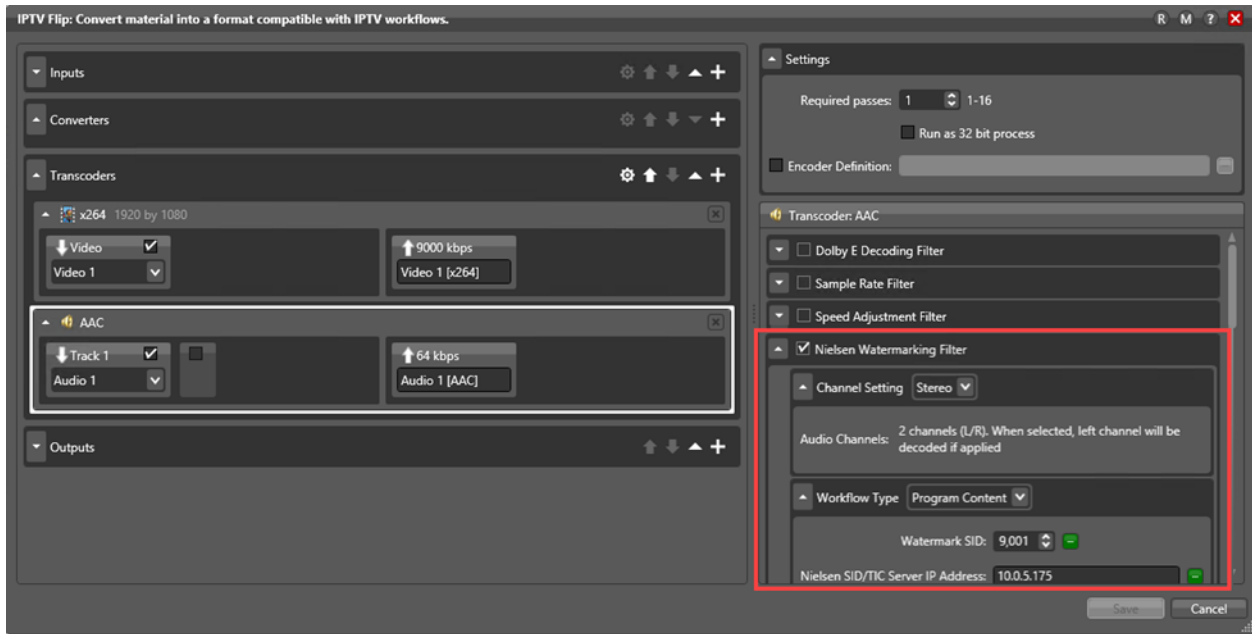 IPTV Flip: Convert material into a format compatible with IPTV workflows.
R M ?
Inputs
Converters
Transcoders
x264 1920 by 1080
Video
9000 kbps
Video 1
Video 1 [x264]
AAC
Track 1
64 kbps
Audio 1
Audio 1 [AAC]
Outputs
Settings
Required passes: 1 1-16
Run as 32 bit process
Encoder Definition:
Transcoder: AAC
Dolby E Decoding Filter
Sample Rate Filter
Speed Adjustment Filter
Nielsen Watermarking Filter
Channel Setting Stereo
Audio Channels: 2 channels (L/R). When selected, left channel will be
decoded if applied
Workflow Type Program Content
Watermark SID: 9,001
Nielsen SID/TIC Server IP Address: 10.0.5.175
Save Cancel